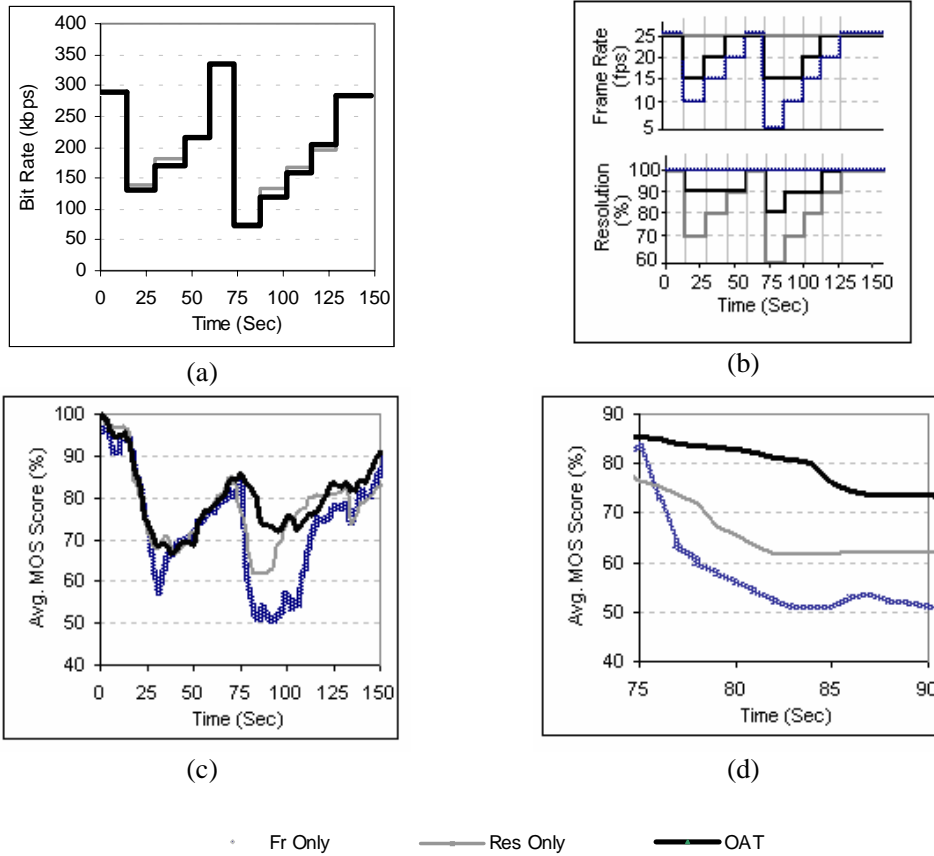 400
350
300
250
200
150
100
50
0
Bit Rate (kbps)
0 25 50 75 100 125 150
Time (Sec)
(a)
25
20
15
10
5
Frame Rate
(fps)
100
90
80
70
60
Resolution
(%)
0 25 50 75 100 150
Time (Sec)
(b)
100
90
80
70
60
50
40
Avg. MOS Score (%)
0 25 50 75 100 125 150
Time (Sec)
(c)
90
80
70
60
50
40
Avg. MOS Score (%)
75 80 85 90
Time (Sec)
(d)
Fr Only Res Only OAT